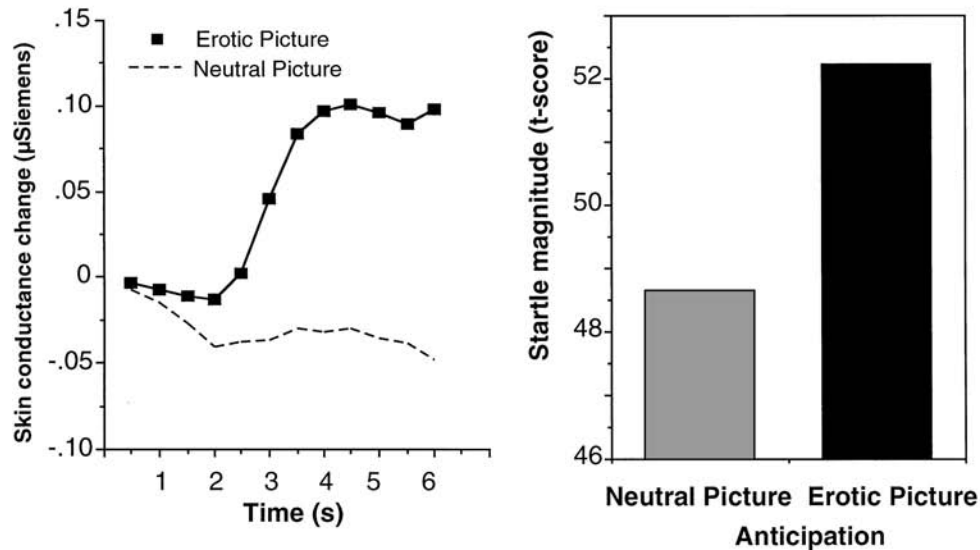 Skin conductance change (µSiemens)
.15
.10
.05
0
-.05
-.10
Erotic Picture
Neutral Picture
1 2 3 4 5 6
Time (s)
Startle magnitude (t-score)
52
50
48
46
Neutral Picture Erotic Picture
Anticipation